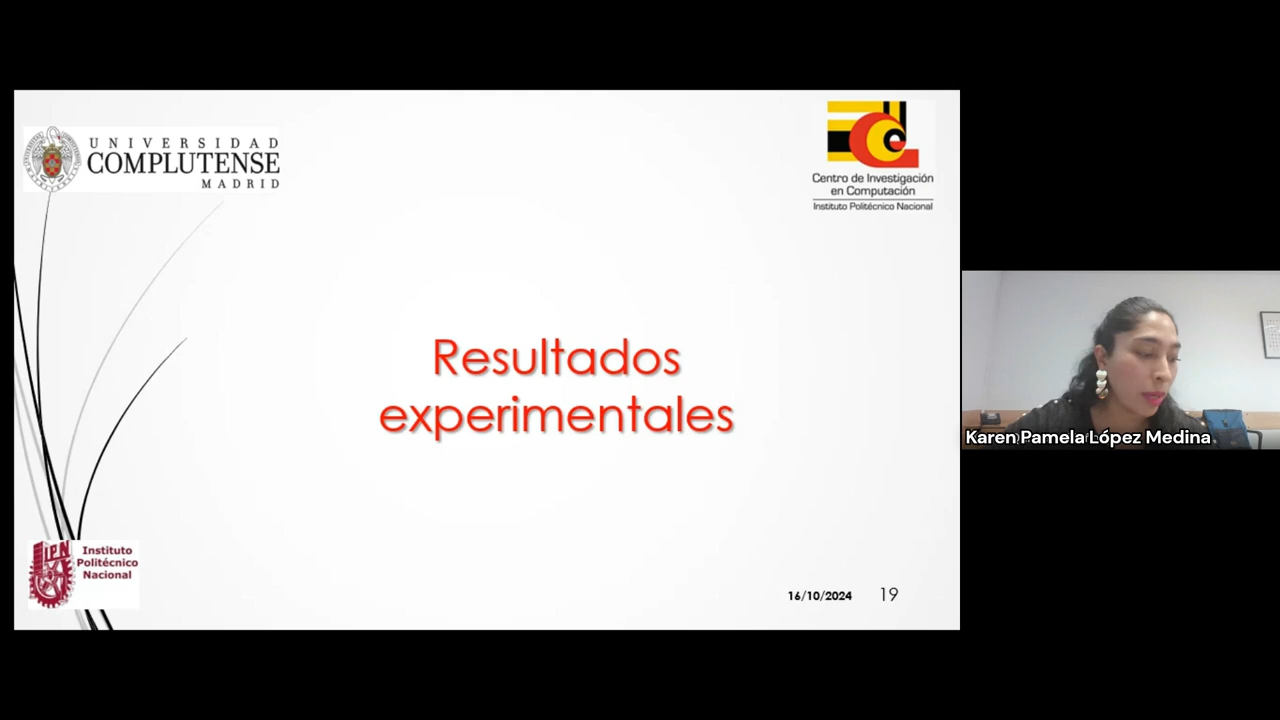 UNIVERSIDAD
COMPLUTENSE
MADRID
Centro de Investigación
en Computación
Instituto Politécnico Nacional
Resultados
experimentales
Karen Pamela López Medina
IPN
Instituto
Politécnico
Nacional
16/10/2024 19